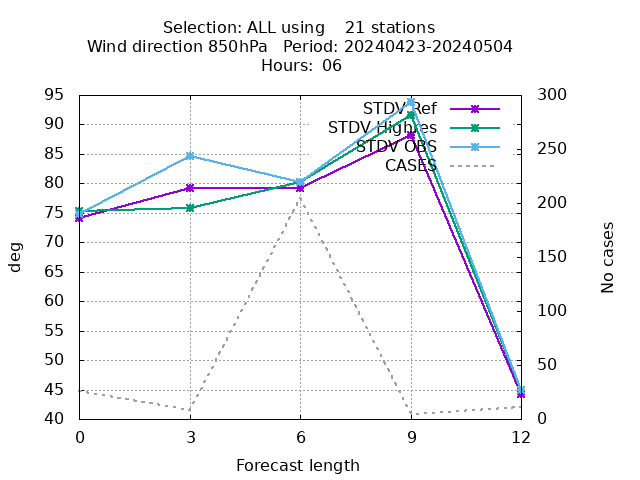 Selection: ALL using    21 stations
Wind direction 850hPa   Period: 20240423-20240504
Hours: 06
STDV Ref
STDV Highres
STDV OBS
CASES
95
90
85
80
75
70
65
60
55
50
45
40
300
250
200
150
100
50
0
deg
No cases
0 3 6 9 12
Forecast length